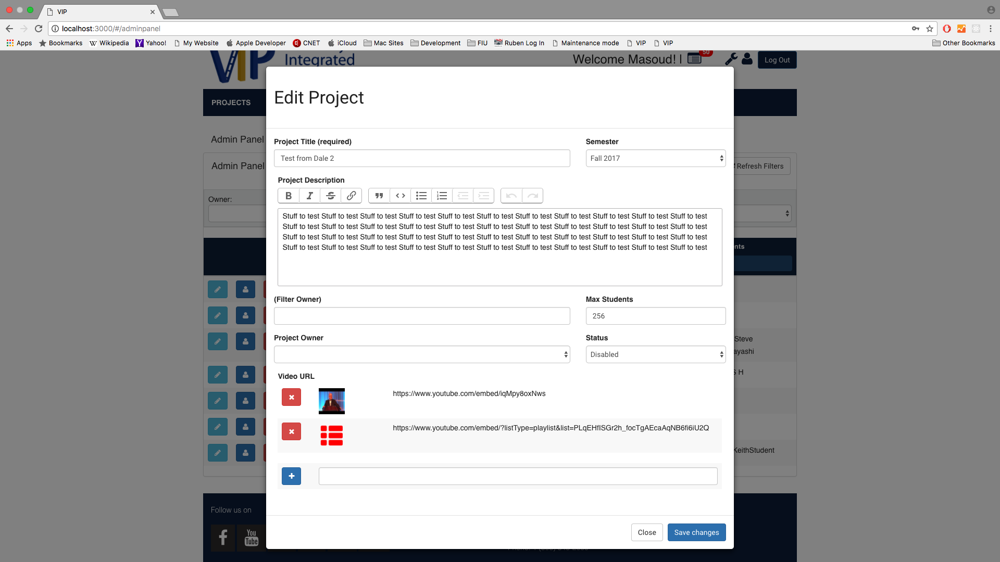 VIP
localhost:3000/#/adminpanel
Apps Bookmarks Wikipedia Yahoo! My Website Apple Developer CNET iCloud Mac Sites Development FIU Ruben Log In Maintenance mode VIP VIP Other Bookmarks
VIP Integrated
Welcome Masoud! | 50 Log Out
PROJECTS
Edit Project
Admin Panel
Project Title (required) Semester
Test from Dale 2 Fall 2017
Admin Panel Refresh Filters
Project Description
B I S
Owner:
Stuff to test Stuff to test Stuff to test Stuff to test Stuff to test Stuff to test Stuff to test Stuff to test Stuff to test Stuff to test Stuff to test
Stuff to test Stuff to test Stuff to test Stuff to test Stuff to test Stuff to test Stuff to test Stuff to test Stuff to test Stuff to test Stuff to test
Stuff to test Stuff to test Stuff to test Stuff to test Stuff to test Stuff to test Stuff to test Stuff to test Stuff to test Stuff to test Stuff to test
Stuff to test Stuff to test Stuff to test Stuff to test Stuff to test Stuff to test Stuff to test Stuff to test Stuff to test Stuff to test Stuff to test
nts
(Filter Owner) Max Students
256
Project Owner Status
Steve
ayashi
Disabled
S H
Video URL
https://www.youtube.com/embed/iqMpy8oxNws
https://www.youtube.com/embed/?listType=playlist&list=PLqEHfISGr2h_focTgAEcaAqNB6fi6iU2Q
KeithStudent
Follow us on
Close Save changes
f You Tube